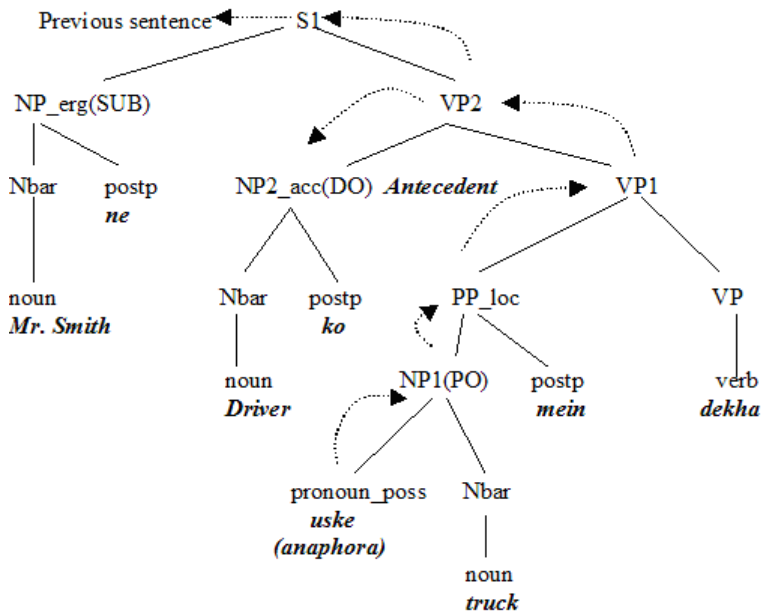 Previous sentence S1
NP_erg(SUB) VP2
Nbar postp NP2_acc(DO) Antecedent VP1
ne
noun Nbar postp PP_loc VP
Mr. Smith ko
noun NP1(PO) postp verb
Driver mein dekha
pronoun_poss Nbar
uske
(anaphora)
noun
truck